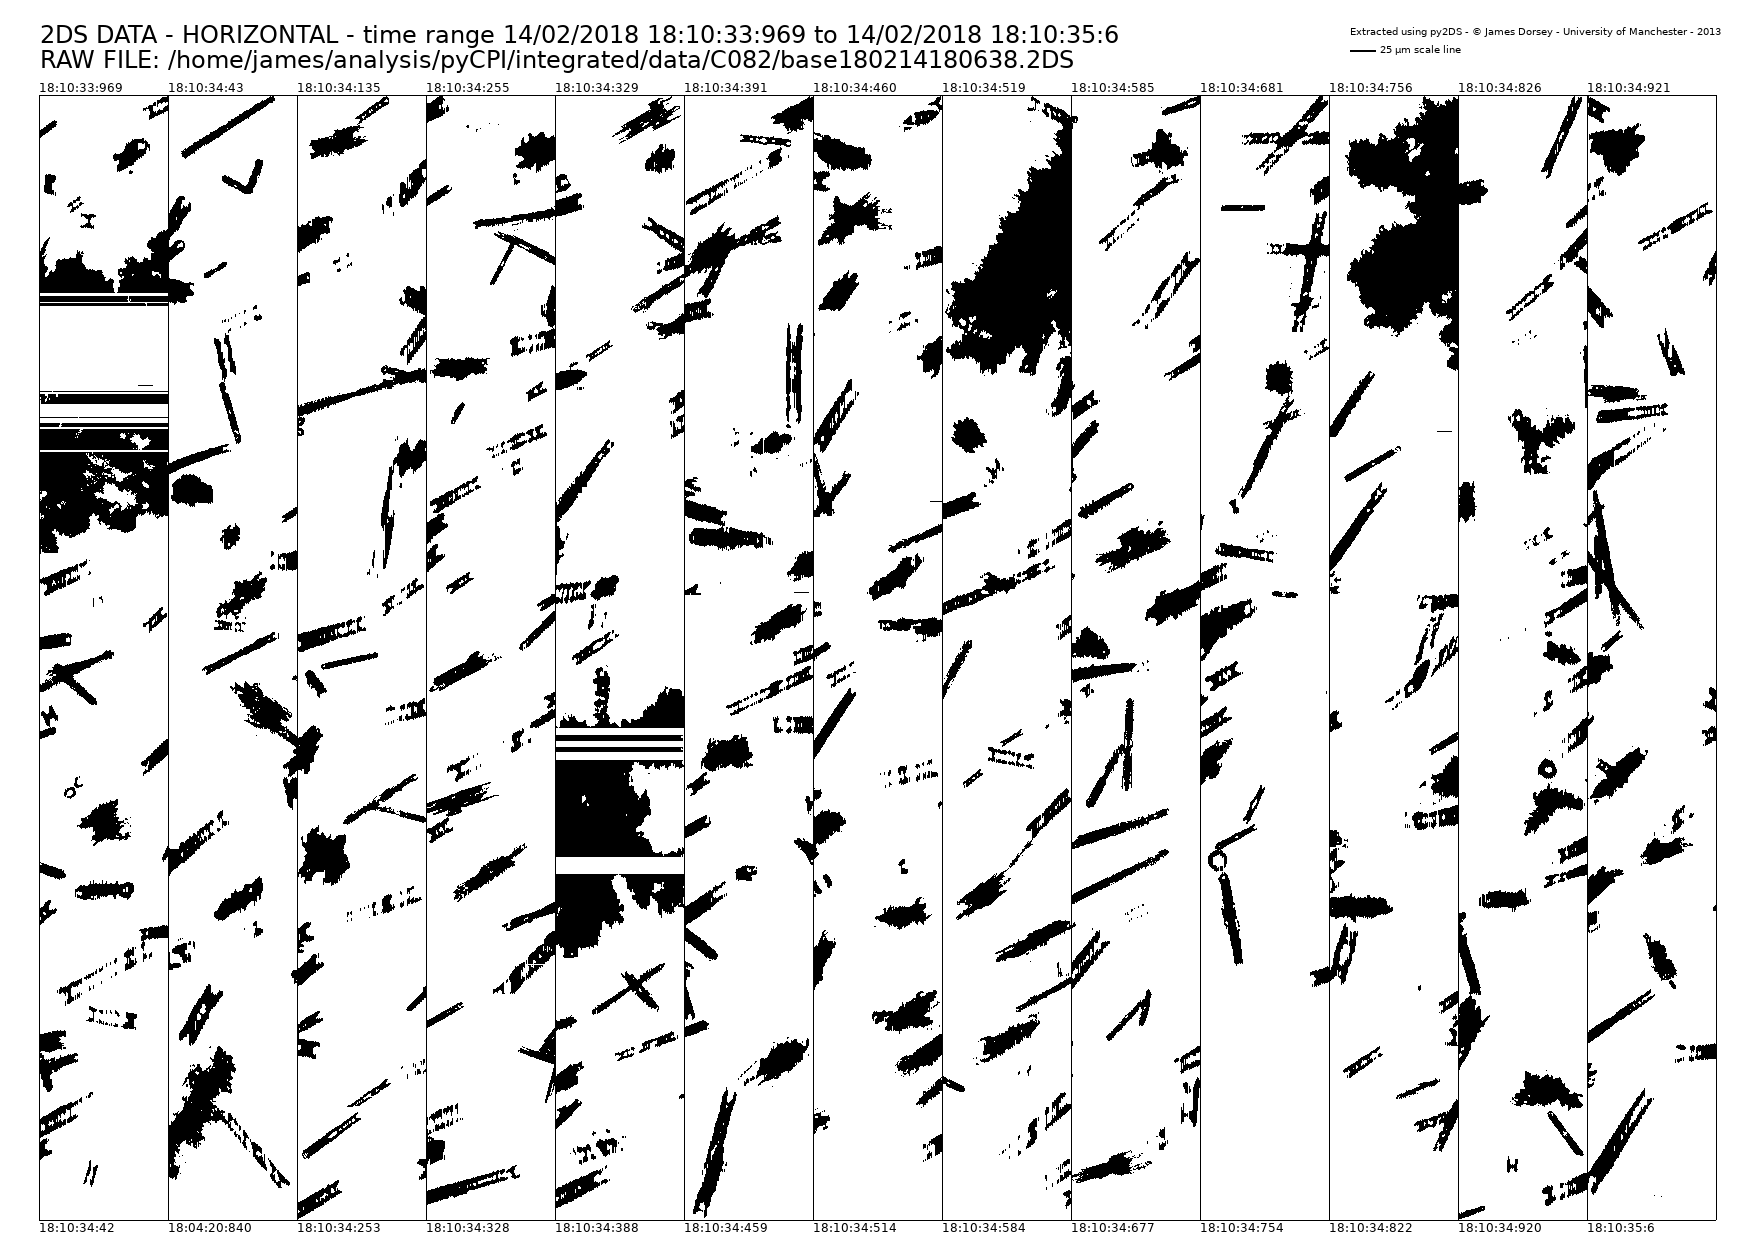 2DS DATA - HORIZONTAL - time range 14/02/2018 18:10:33:969 to 14/02/2018 18:10:35:6
RAW FILE: /home/james/analysis/pyCPI/integrated/data/C082/base180214180638.2DS
Extracted using py2DS - © James Dorsey - University of Manchester - 2013
25 µm scale line
18:10:33:969 18:10:34:43 18:10:34:135 18:10:34:255 18:10:34:329 18:10:34:391 18:10:34:460 18:10:34:519 18:10:34:585 18:10:34:681 18:10:34:756 18:10:34:826 18:10:34:921
18:10:34:42 18:04:20:840 18:10:34:253 18:10:34:328 18:10:34:388 18:10:34:459 18:10:34:514 18:10:34:584 18:10:34:677 18:10:34:754 18:10:34:822 18:10:34:920 18:10:35:6